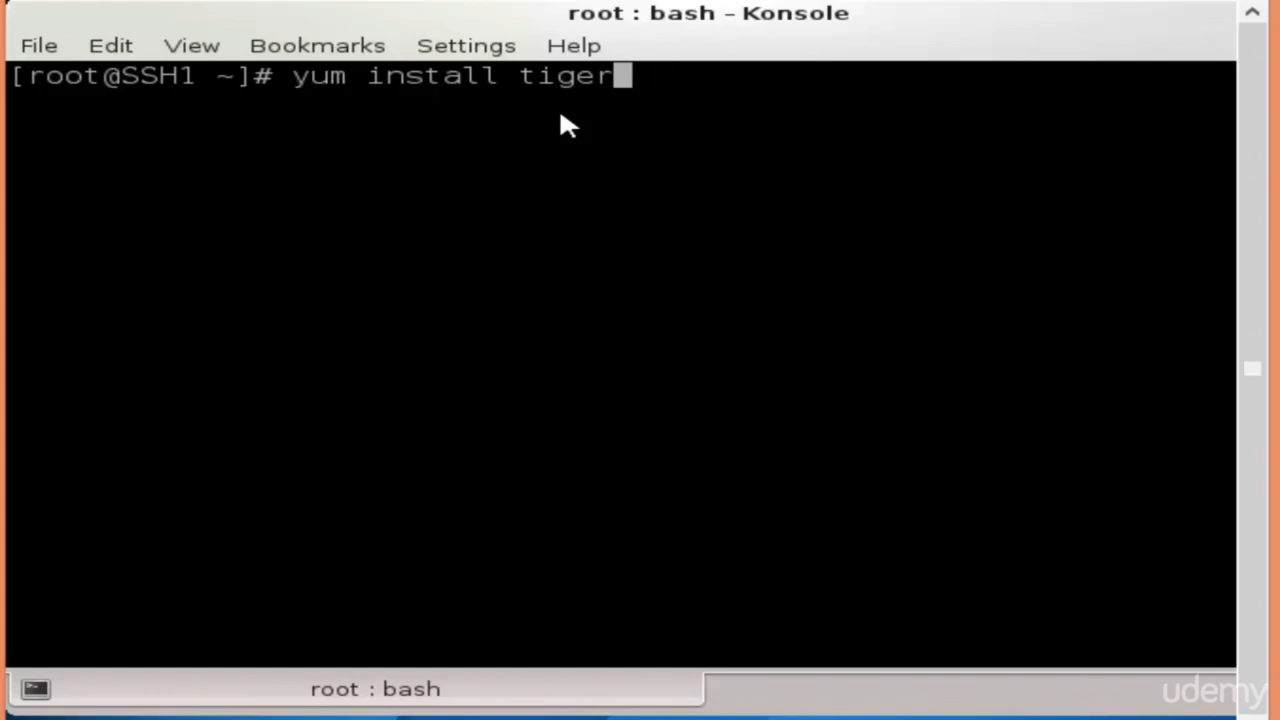 root : bash – Konsole
File Edit View Bookmarks Settings Help
[root@SSH1 ~]# yum install tiger
root : bash
udemy